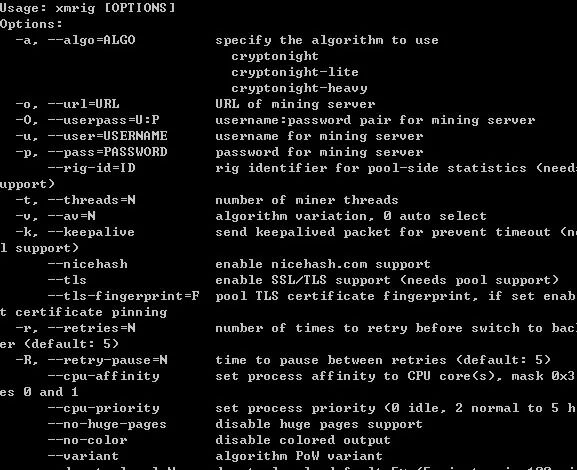 Usage: xmrig [OPTIONS]
Options:
  -a, --algo=ALGO          specify the algorithm to use
                             cryptonight
                             cryptonight-lite
                             cryptonight-heavy
  -o, --url=URL            URL of mining server
  -O, --userpass=U:P       username:password pair for mining server
  -u, --user=USERNAME      username for mining server
  -p, --pass=PASSWORD      password for mining server
      --rig-id=ID          rig identifier for pool-side statistics (need
upport)
  -t, --threads=N          number of miner threads
  -v, --av=N               algorithm variation, 0 auto select
  -k, --keepalive          send keepalived packet for prevent timeout (n
l support)
      --nicehash           enable nicehash.com support
      --tls                enable SSL/TLS support (needs pool support)
      --tls-fingerprint=F  pool TLS certificate fingerprint, if set enab
t certificate pinning
  -r, --retries=N          number of times to retry before switch to bac
er (default: 5)
  -R, --retry-pause=N      time to pause between retries (default: 5)
      --cpu-affinity       set process affinity to CPU core(s), mask 0x3
es 0 and 1
      --cpu-priority       set process priority (0 idle, 2 normal to 5 h
      --no-huge-pages      disable huge pages support
      --no-color           disable colored output
      --variant            algorithm PoW variant